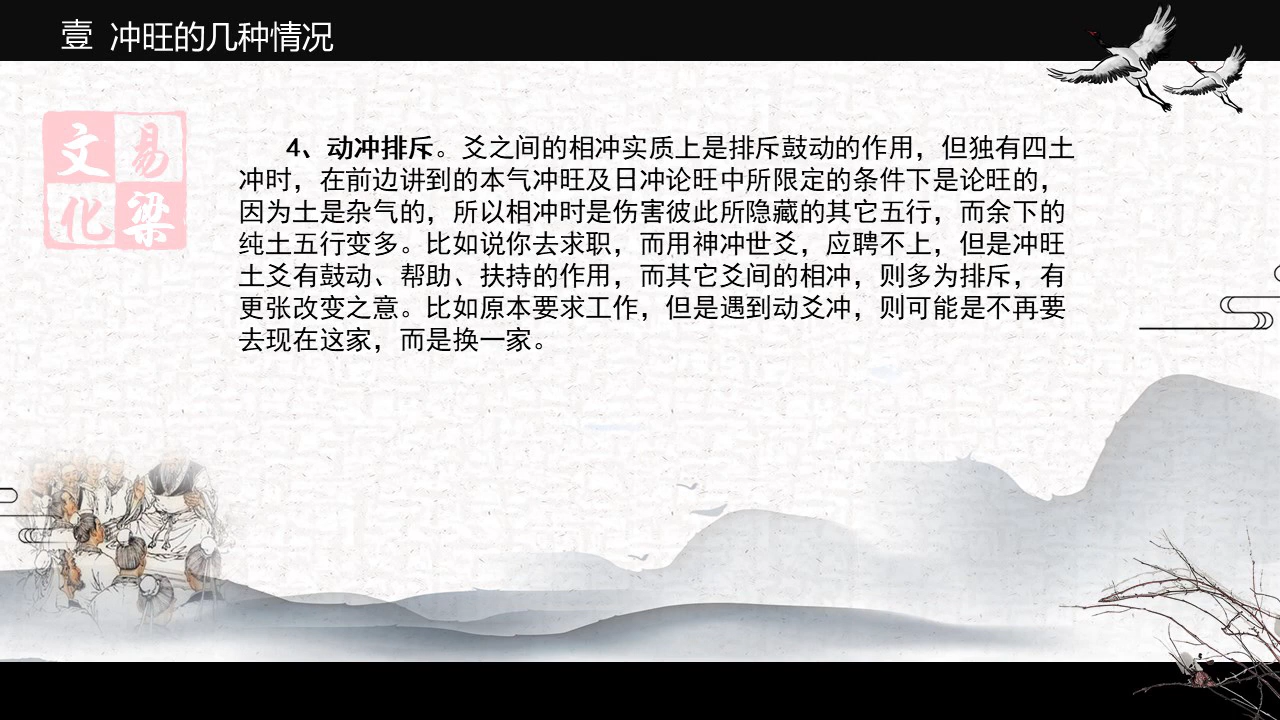 壹 冲旺的几种情况
文易
化梁
4、动冲排斥。爻之间的相冲实质上是排斥鼓动的作用，但独有四土
冲时，在前边讲到的本气冲旺及日冲论旺中所限定的条件下是论旺的，
因为土是杂气的，所以相冲时是伤害彼此所隐藏的其它五行，而余下的
纯土五行变多。比如说你去求职，而用神冲世爻，应聘不上，但是冲旺
土爻有鼓动、帮助、扶持的作用，而其它爻间的相冲，则多为排斥，有
更张改变之意。比如原本要求工作，但是遇到动爻冲，则可能是不再要
去现在这家，而是换一家。